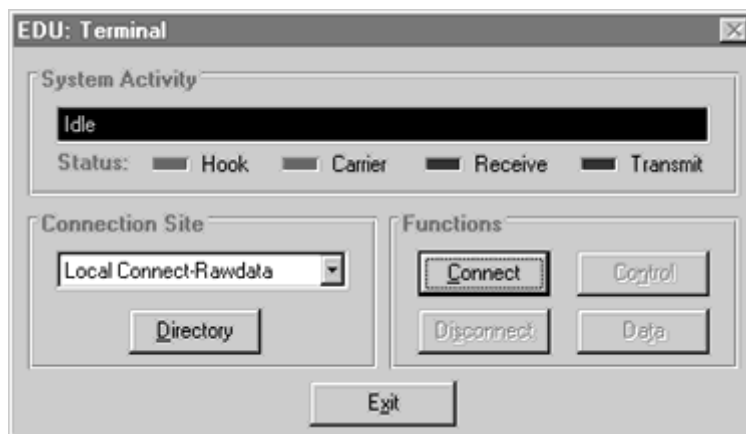 EDU: Terminal
System Activity
Idle
Status: Hook Carrier Receive Transmit
Connection Site
Local Connect-Rawdata
Directory
Functions
Connect Control
Disconnect Data
Exit